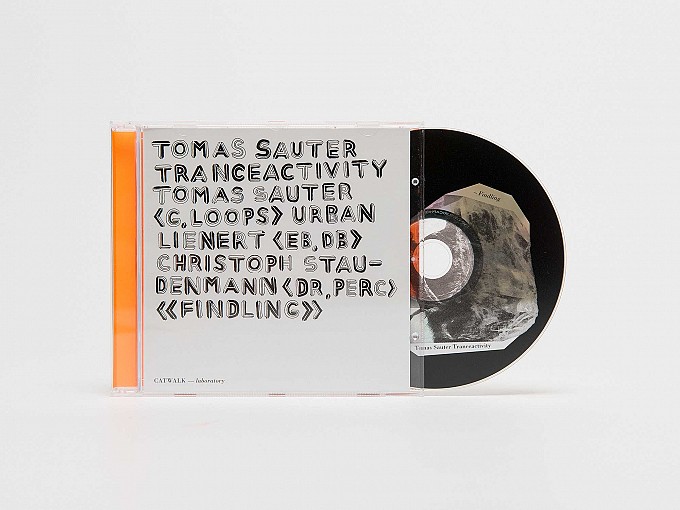 TOMAS SAUTER
TRANCEACTIVITY
TOMAS SAUTER
<G, LOOPS> URBAN
LIENERT <EB, DB>
CHRISTOPH STAU-
DENMANN <DR, PERC>
<<FINDLING>>
CATWALK — laboratory
~Findling
Tomas Sauter Tranceactivity